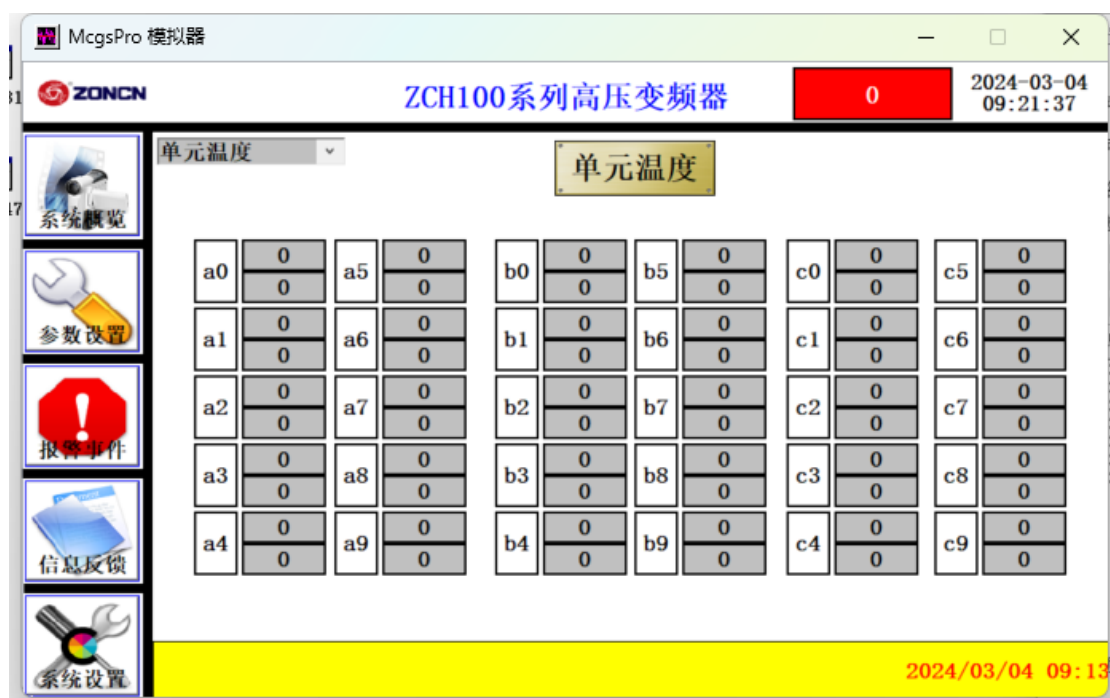 McgsPro 模拟器
ZONCN
ZCH100系列高压变频器
0
2024-03-04
09:21:37
系统概览
参数设置
报警事件
信息反馈
系统设置
单元温度
单元温度
a0 0 a5 0 b0 0 b5 0 c0 0 c5 0
0 0 0 0 0 0
a1 0 a6 0 b1 0 b6 0 c1 0 c6 0
0 0 0 0 0 0
a2 0 a7 0 b2 0 b7 0 c2 0 c7 0
0 0 0 0 0 0
a3 0 a8 0 b3 0 b8 0 c3 0 c8 0
0 0 0 0 0 0
a4 0 a9 0 b4 0 b9 0 c4 0 c9 0
0 0 0 0 0 0
2024/03/04 09:13